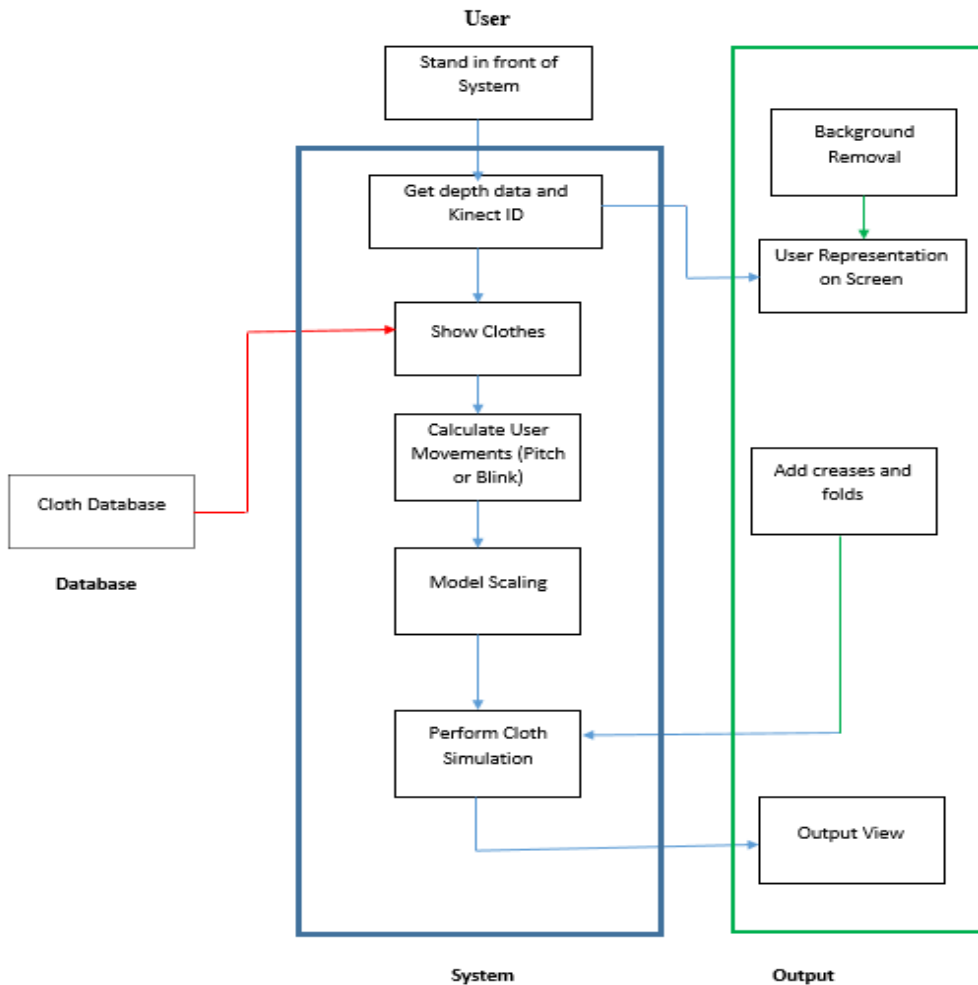 User
Stand in front of
System
Get depth data and
Kinect ID
Show Clothes
Calculate User
Movements (Pitch
or Blink)
Model Scaling
Perform Cloth
Simulation
System
Cloth Database
Database
Background
Removal
User Representation
on Screen
Add creases and
folds
Output View
Output